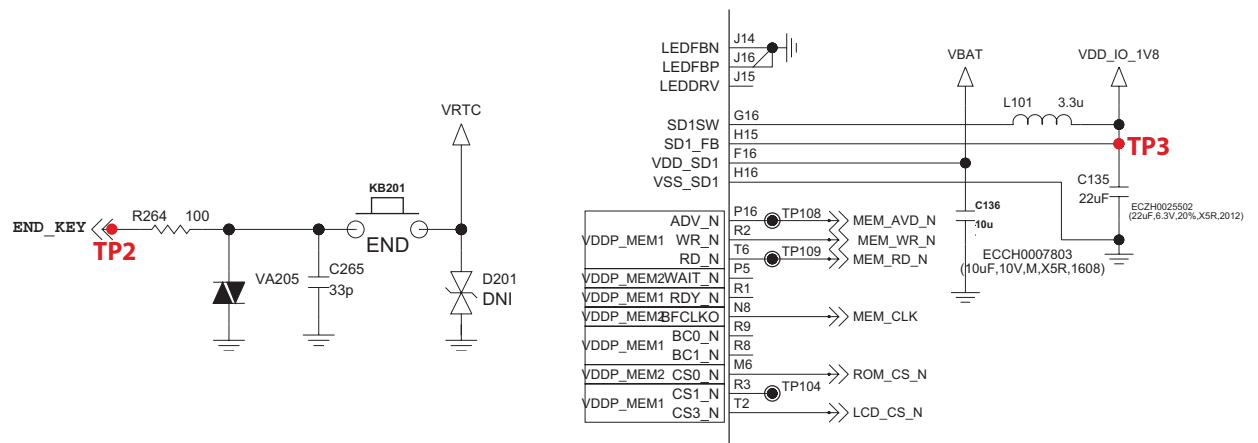 VRTC
KB201
END
END_KEY
TP2
R264 100
VA205
C265
33p
D201
DNI
LEDFBN J14
LEDFBP J16
LEDDRV J15
SD1SW G16
SD1_FB H15
VDD_SD1 F16
VSS_SD1 H16
VBAT
VDD_IO_1V8
L101 3.3u
TP3
C135
22uF
ECZH0025502
(22uF,6.3V,20%,X5R,2012)
C136
10u
ECCH0007803
(10uF,10V,M,X5R,1608)
ADV_N P16 TP108 MEM_AVD_N
VDDP_MEM1 WR_N R2 MEM_WR_N
RD_N T6 TP109 MEM_RD_N
VDDP_MEM2 WAIT_N P5
VDDP_MEM1 RDY_N R1
VDDP_MEM2 BFCLKO N8 MEM_CLK
BC0_N R9
VDDP_MEM1
BC1_N R8
VDDP_MEM2 CS0_N M6 ROM_CS_N
CS1_N R3 TP104
VDDP_MEM1
CS3_N T2 LCD_CS_N